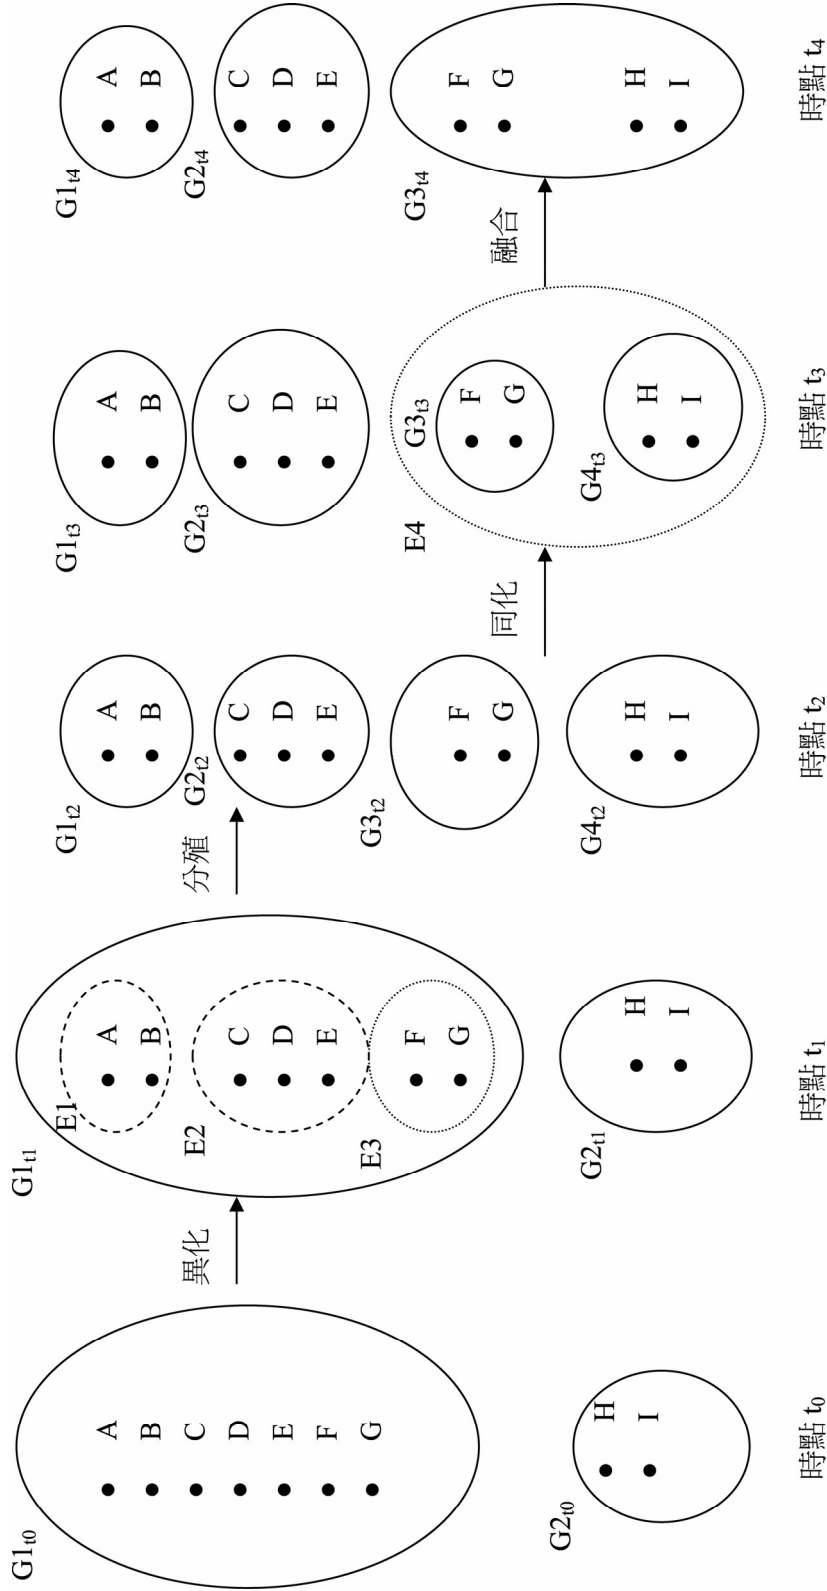 G1t0
A
B
C
D
E
F
G
G2t0
H
I
時點 t0
異化
G1t1
E1
A
B
E2
C
D
E
E3
F
G
G2t1
H
I
時點 t1
分殖
G1t2
A
B
G2t2
C
D
E
G3t2
F
G
G4t2
H
I
時點 t2
同化
G1t3
A
B
G2t3
C
D
E
E4
G3t3
F
G
G4t3
H
I
時點 t3
融合
G1t4
A
B
G2t4
C
D
E
G3t4
F
G
H
I
時點 t4